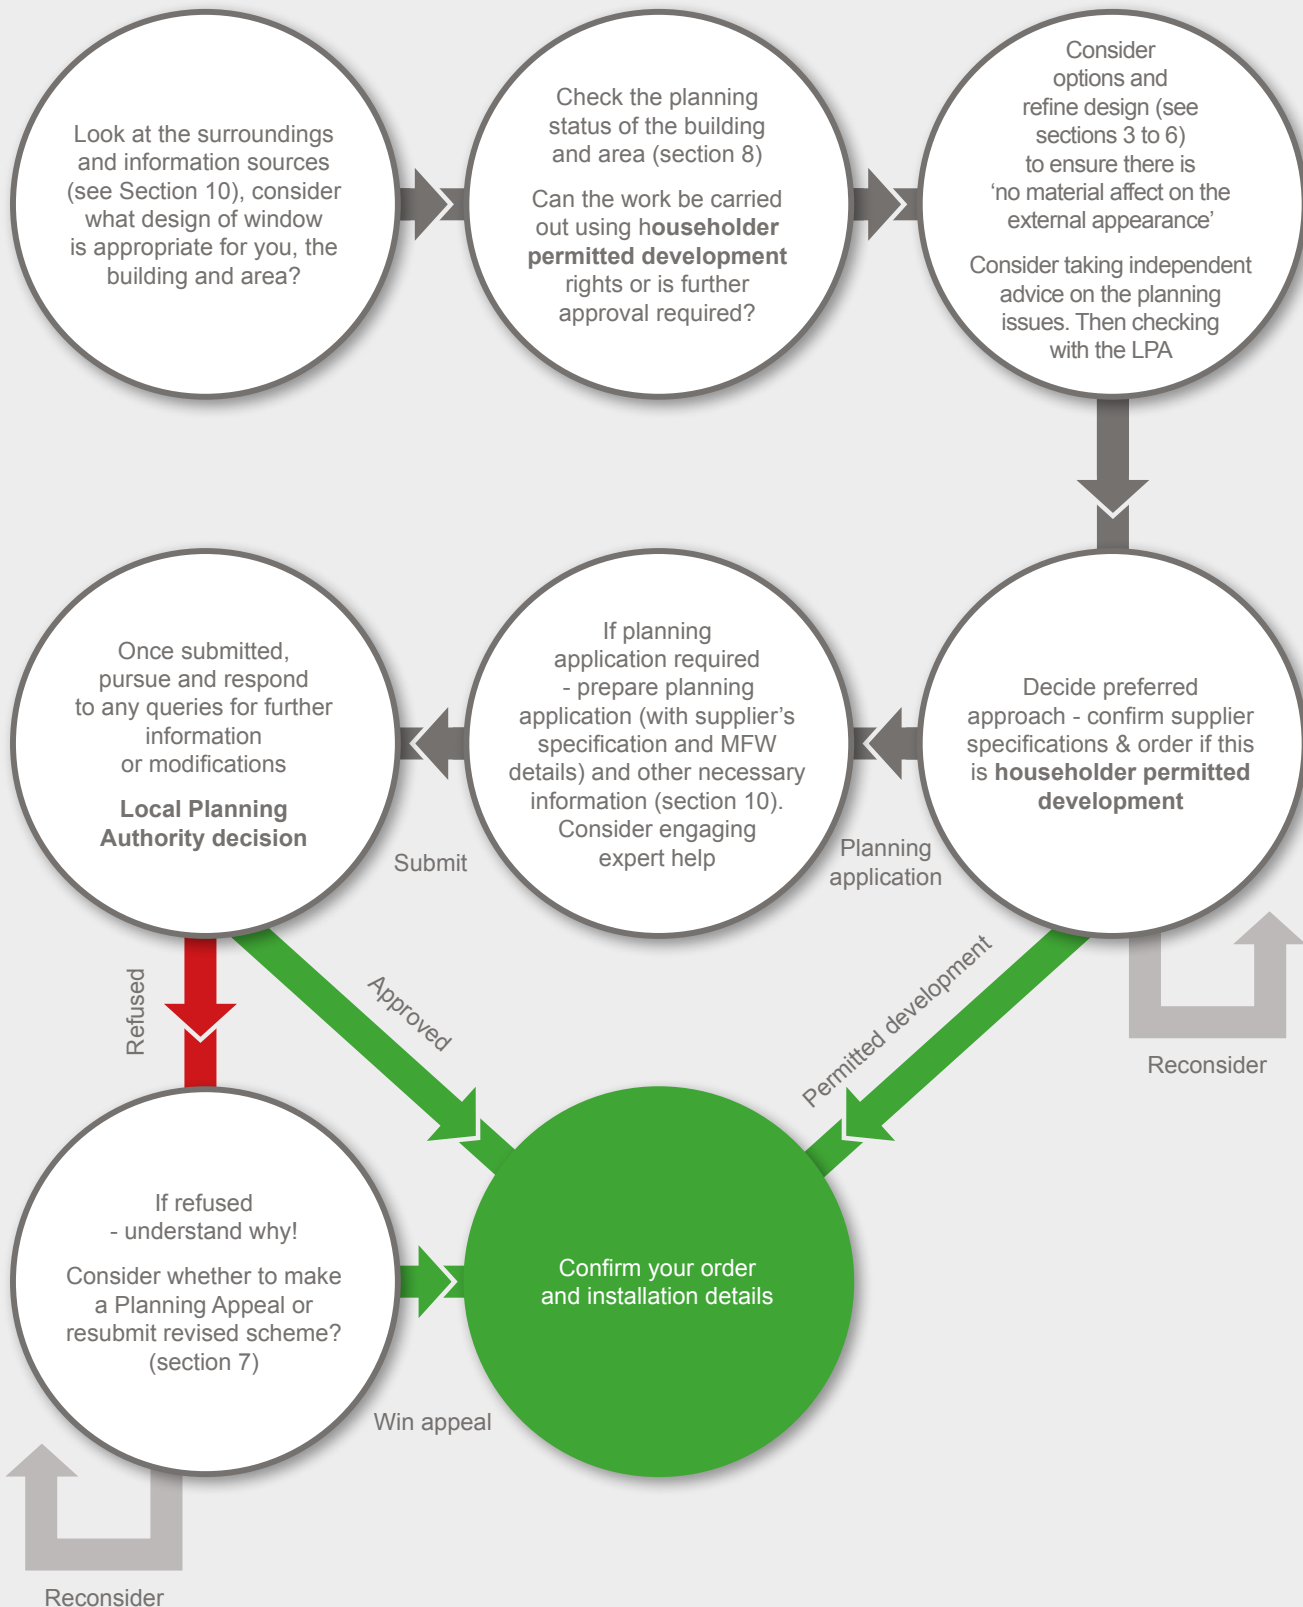 Look at the surroundings
and information sources
(see Section 10), consider
what design of window
is appropriate for you, the
building and area?
Check the planning
status of the building
and area (section 8)
Can the work be carried
out using householder
permitted development
rights or is further
approval required?
Consider
options and
refine design (see
sections 3 to 6)
to ensure there is
‘no material affect on the
external appearance’
Consider taking independent
advice on the planning
issues. Then checking
with the LPA
Decide preferred
approach - confirm supplier
specifications & order if this
is householder permitted
development
Reconsider
Planning
application
Permitted development
If planning
application required
- prepare planning
application (with supplier’s
specification and MFW
details) and other necessary
information (section 10).
Consider engaging
expert help
Submit
Once submitted,
pursue and respond
to any queries for further
information
or modifications
Local Planning
Authority decision
Refused
Approved
If refused
- understand why!
Consider whether to make
a Planning Appeal or
resubmit revised scheme?
(section 7)
Reconsider
Win appeal
Confirm your order
and installation details